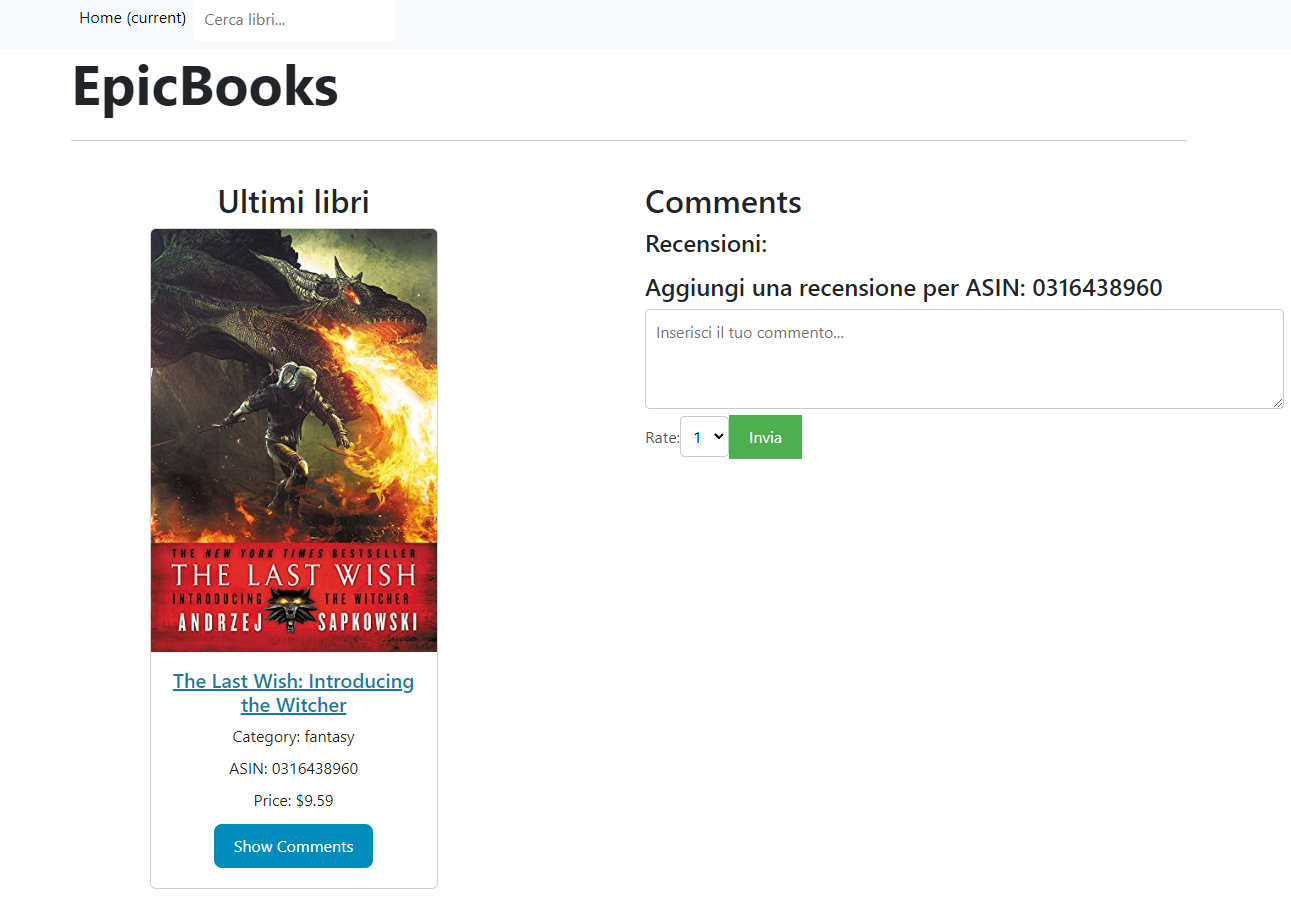 Home (current)
Cerca libri...
EpicBooks
Ultimi libri
THE NEW YORK TIMES BESTSELLER
THE LAST WISH
INTRODUCING THE WITCHER
ANDRZEJ SAPKOWSKI
The Last Wish: Introducing
the Witcher
Category: fantasy
ASIN: 0316438960
Price: $9.59
Show Comments
Comments
Recensioni:
Aggiungi una recensione per ASIN: 0316438960
Inserisci il tuo commento...
Rate: 1 Invia